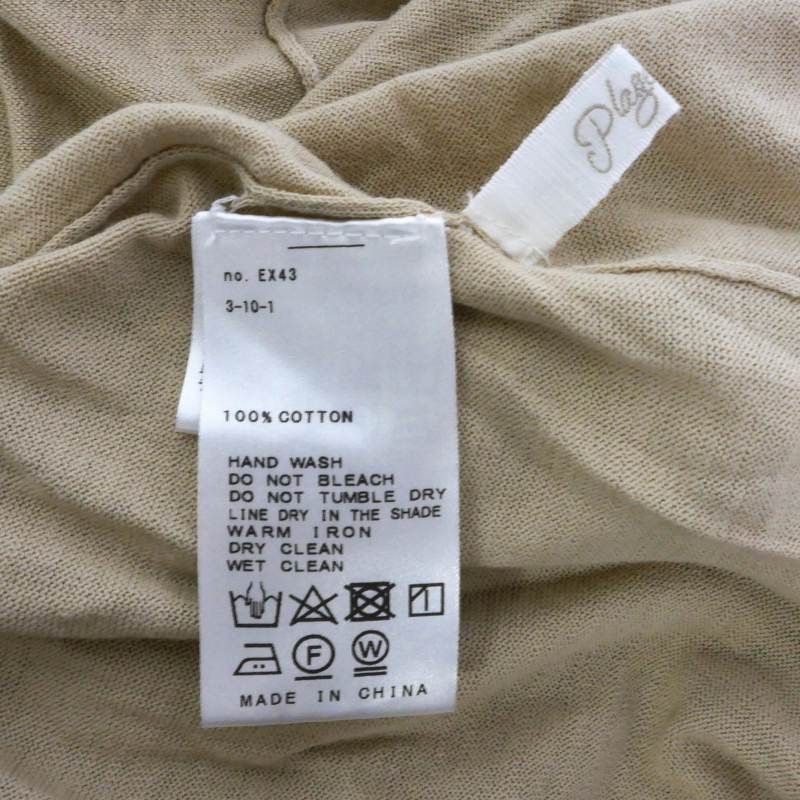 no. EX43
3-10-1
100% COTTON
HAND WASH
DO NOT BLEACH
DO NOT TUMBLE DRY
LINE DRY IN THE SHADE
WARM IRON
DRY CLEAN
WET CLEAN
F
W
MADE IN CHINA